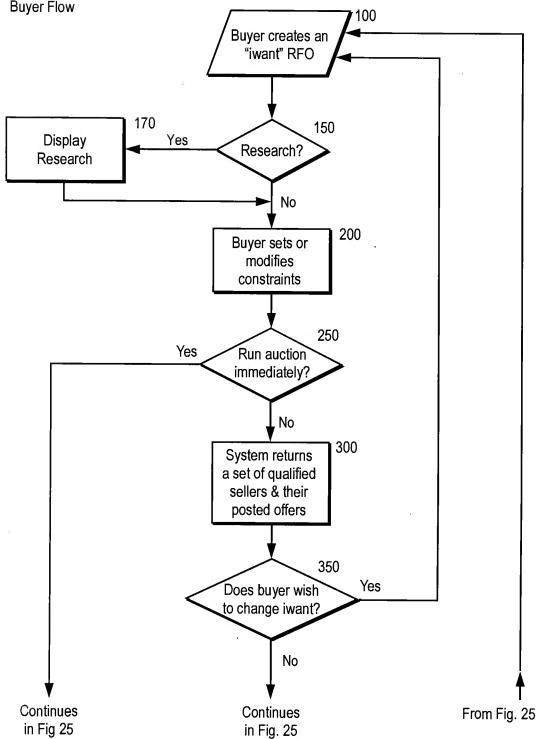 Buyer Flow
100
Buyer creates an
"iwant" RFO
170
Display
Research
Yes
150
Research?
No
200
Buyer sets or
modifies
constraints
250
Yes
Run auction
immediately?
No
300
System returns
a set of qualified
sellers & their
posted offers
350
Does buyer wish
to change iwant?
Yes
No
Continues
in Fig 25
Continues
in Fig. 25
From Fig. 25